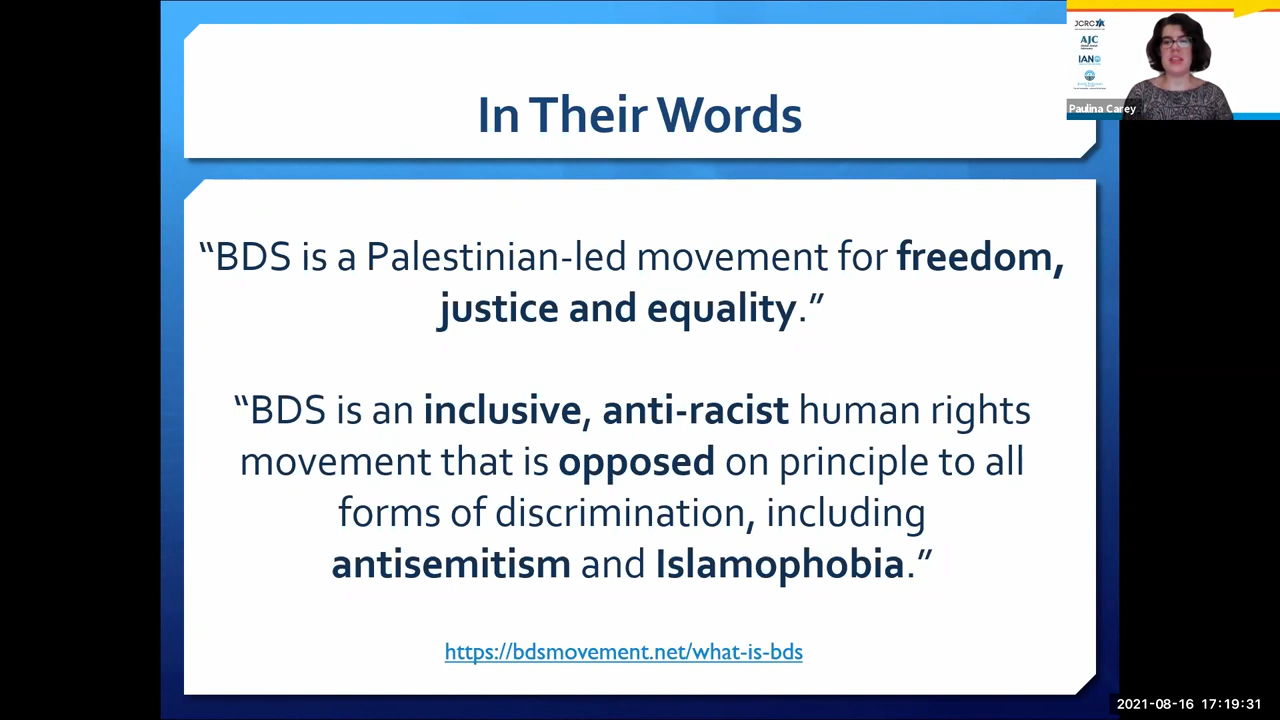 In Their Words
“BDS is a Palestinian-led movement for freedom,
justice and equality.”
“BDS is an inclusive, anti-racist human rights
movement that is opposed on principle to all
forms of discrimination, including
antisemitism and Islamophobia.”
https://bdsmovement.net/what-is-bds
JCRC
AJC
IAN
Paulina Carey
2021-08-16 17:19:31